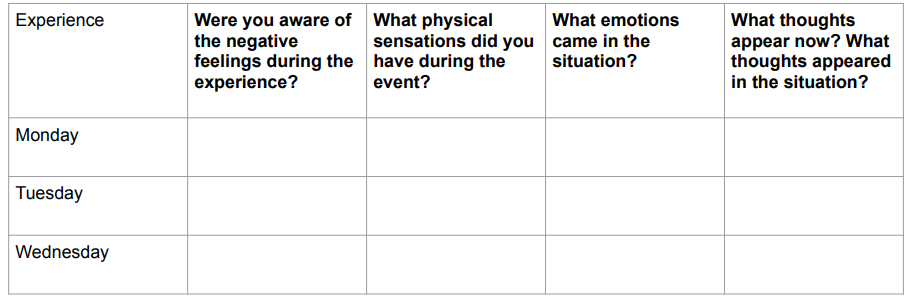 Experience
Were you aware of
the negative
feelings during the
experience?
What physical
sensations did you
have during the
event?
What emotions
came in the
situation?
What thoughts
appear now? What
thoughts appeared
in the situation?
Monday
Tuesday
Wednesday